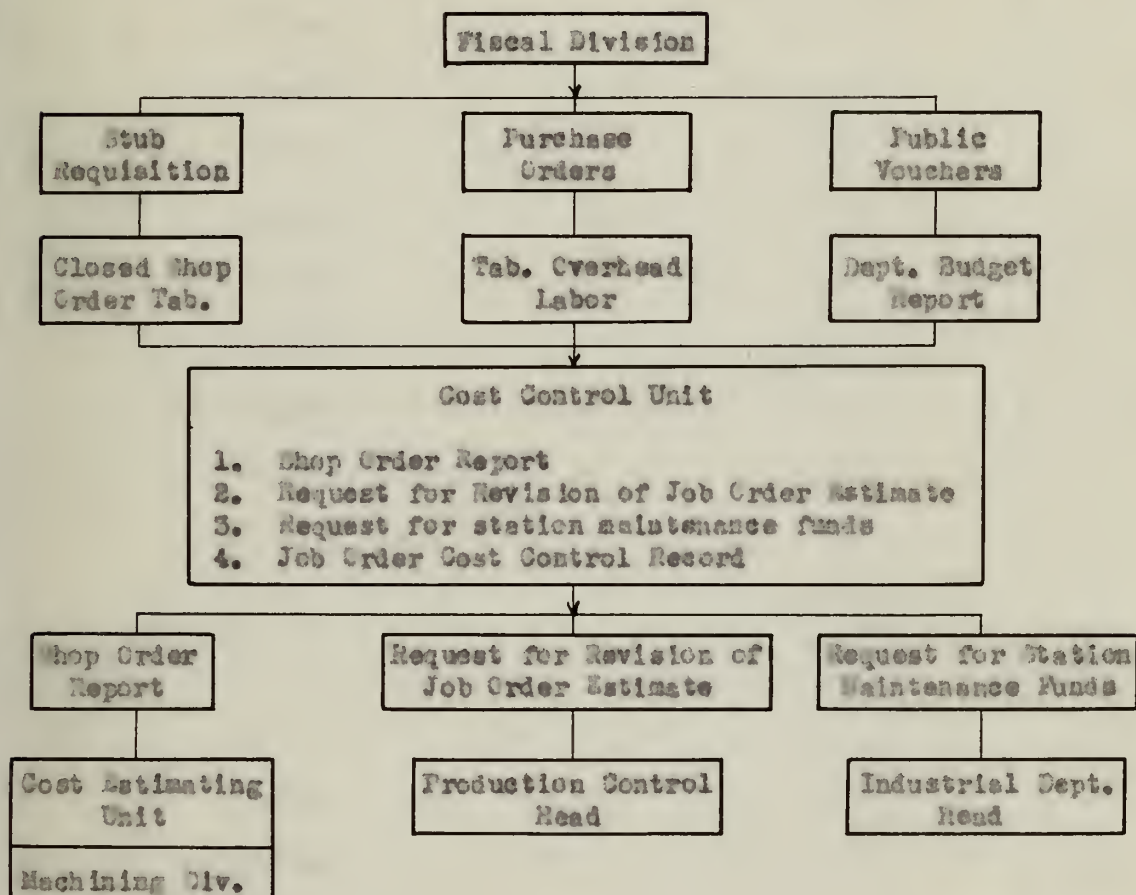 Fiscal Division
Stub
Requisition
Purchase
Orders
Public
Vouchers
Closed Shop
Order Tab.
Tab. Overhead
Labor
Dept. Budget
Report
Cost Control Unit
1. Shop Order Report
2. Request for Revision of Job Order Estimate
3. Request for station maintenance funds
4. Job Order Cost Control Record
Shop Order
Report
Request for Revision of
Job Order Estimate
Request for Station
Maintenance Funds
Cost Estimating
Unit
Machining Div.
Production Control
Head
Industrial Dept.
Head